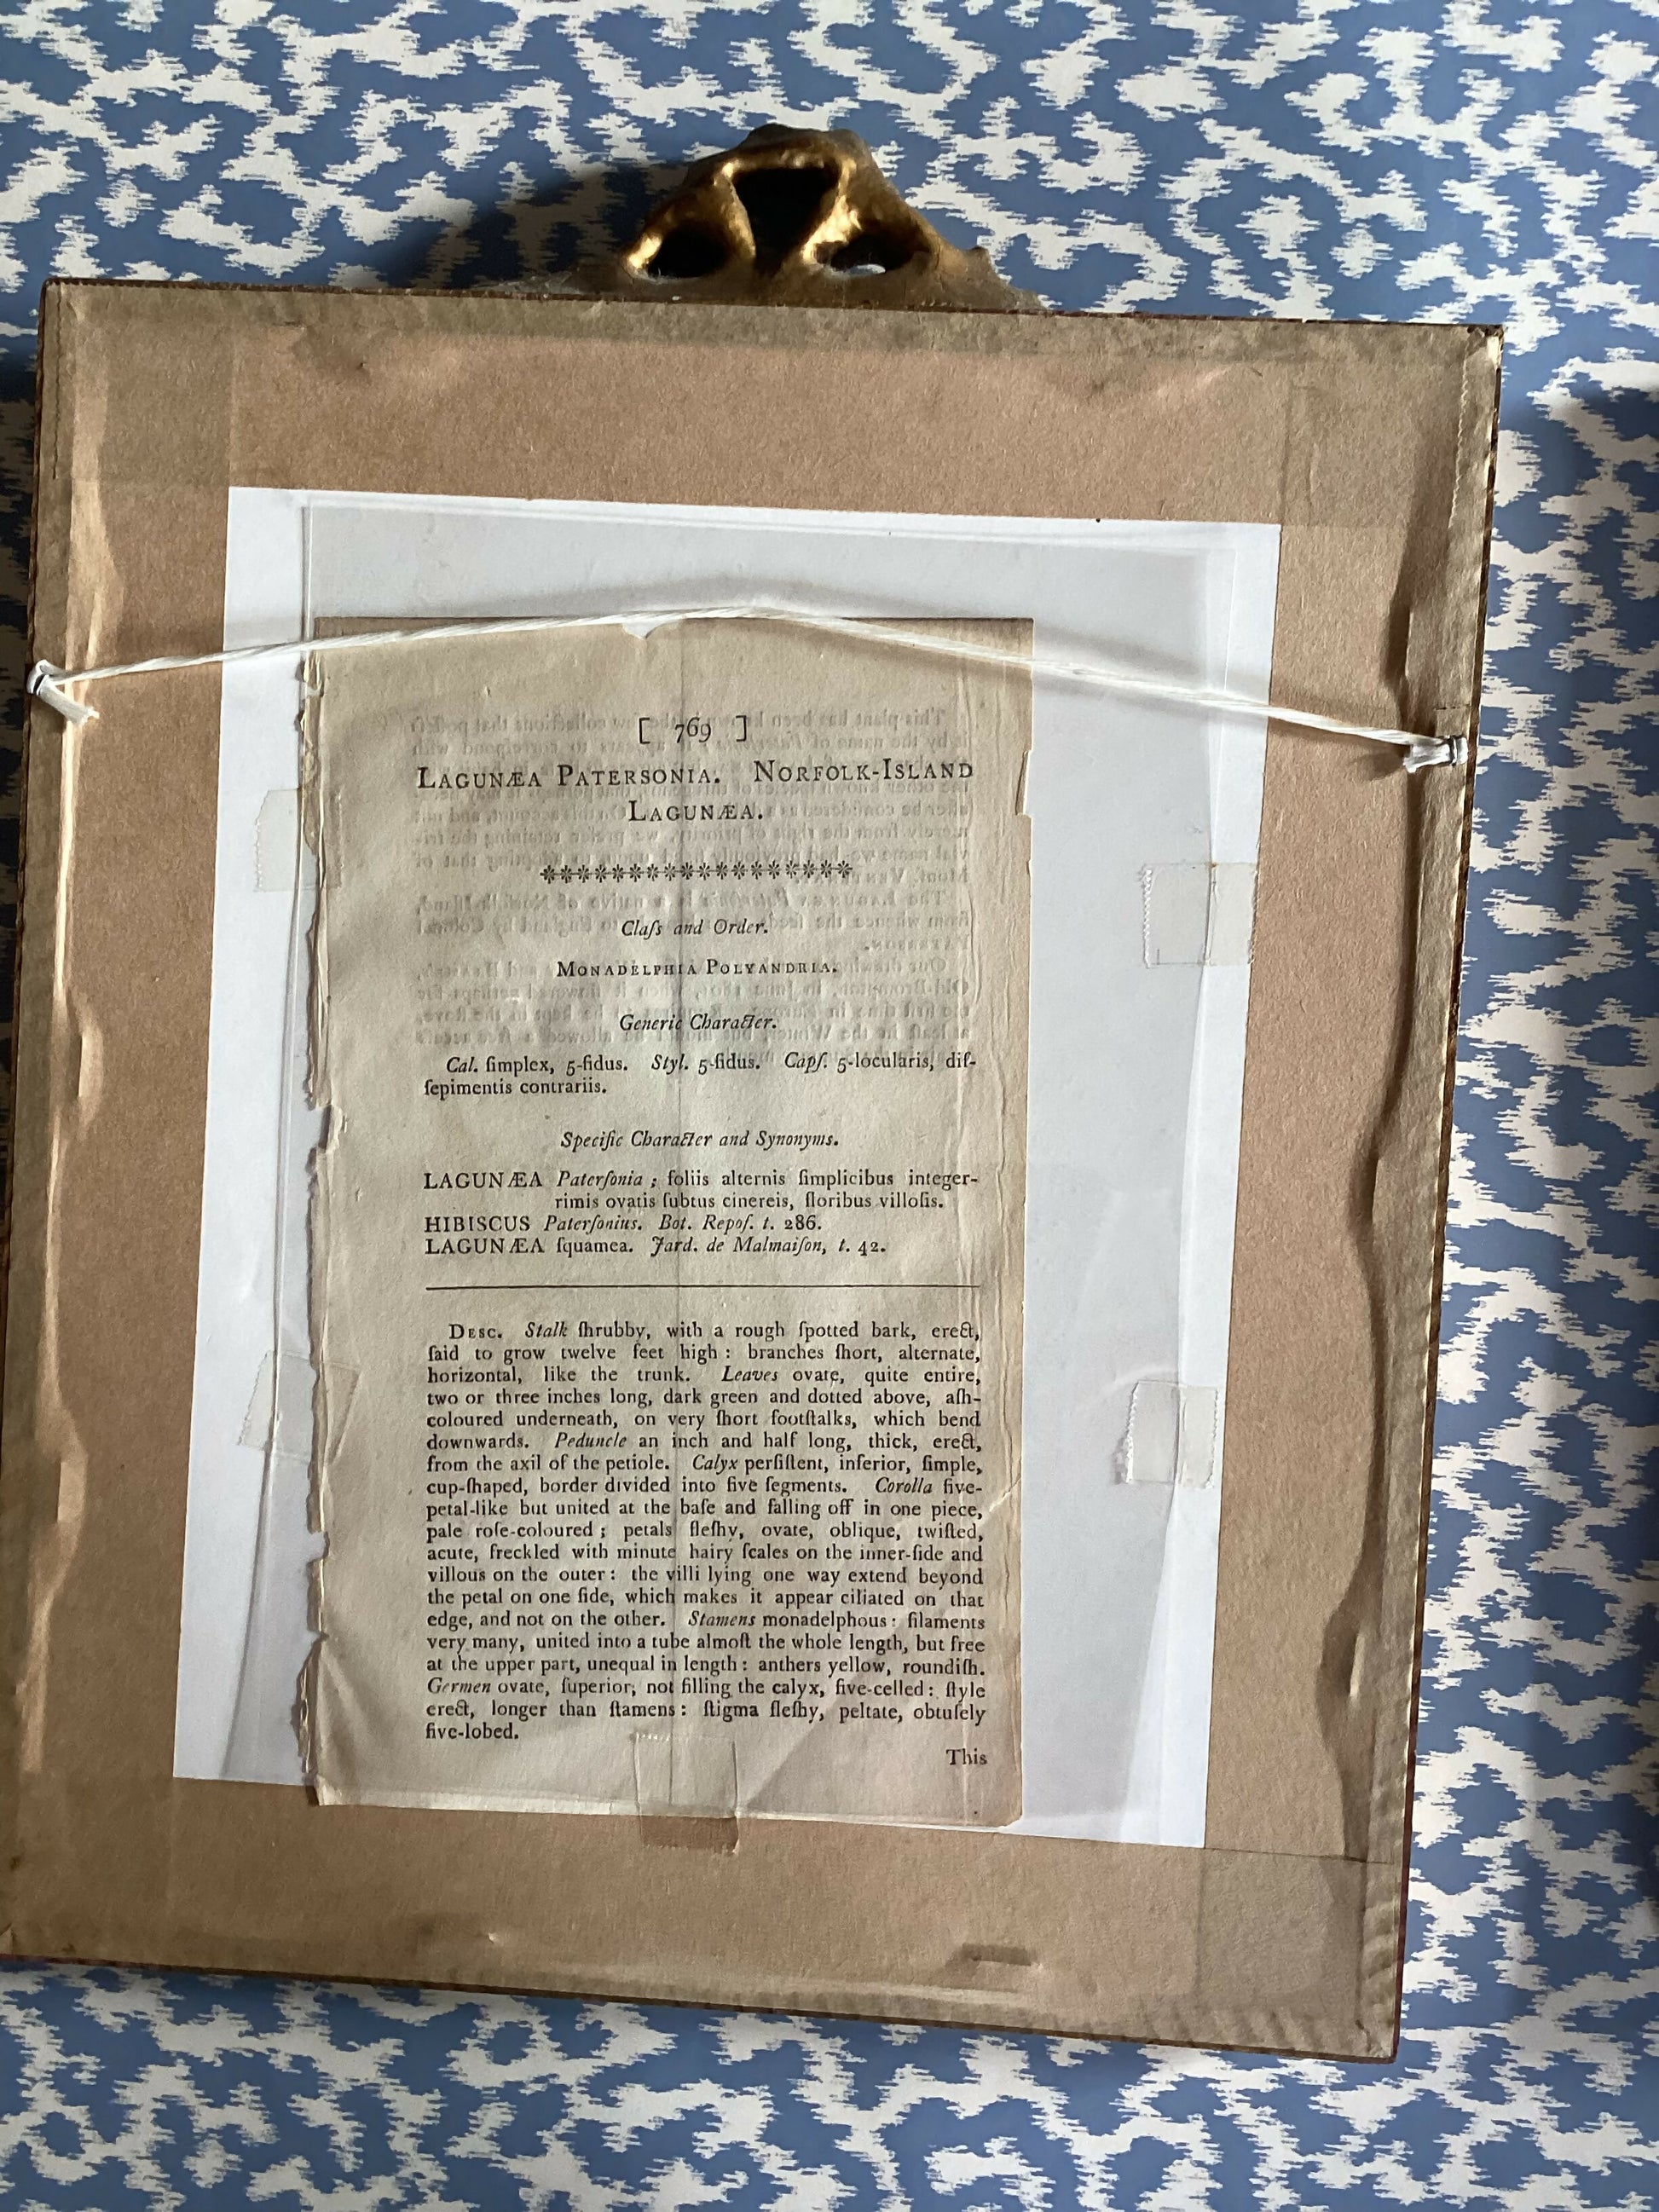 [ 769 ]
LAGUNÆA PATERSONIA. NORFOLK-ISLAND
LAGUNÆA.
******************
Claſs and Order.
MONADELPHIA POLYANDRIA.
Generic Character.
Cal. ſimplex, 5-fidus. Styl. 5-fidus. Capſ. 5-locularis, diſ-
ſepimentis contrariis.
Specific Character and Synonyms.
LAGUNÆA Paterſonia; foliis alternis ſimplicibus integer-
rimis ovatis ſubtus cinereis, floribus villoſis.
HIBISCUS Paterſonius. Bot. Repoſ. t. 286.
LAGUNÆA ſquamea. Jard. de Malmaiſon, t. 42.
DESC. Stalk ſhrubby, with a rough ſpotted bark, erect,
ſaid to grow twelve feet high: branches ſhort, alternate,
horizontal, like the trunk. Leaves ovate, quite entire,
two or three inches long, dark green and dotted above, aſh-
coloured underneath, on very ſhort footſtalks, which bend
downwards. Peduncle an inch and half long, thick, erect,
from the axil of the petiole. Calyx perſiſtent, inferior, ſimple,
cup-ſhaped, border divided into five ſegments. Corolla five-
petal-like but united at the baſe and falling off in one piece,
pale roſe-coloured; petals fleſhy, ovate, oblique, twiſted,
acute, freckled with minute hairy ſcales on the inner-ſide and
villous on the outer: the villi lying one way extend beyond
the petal on one ſide, which makes it appear ciliated on that
edge, and not on the other. Stamens monadelphous: filaments
very many, united into a tube almoſt the whole length, but free
at the upper part, unequal in length: anthers yellow, roundiſh.
Germen ovate, ſuperior, not filling the calyx, five-celled: ſtyle
erect, longer than ſtamens: ſtigma fleſhy, peltate, obtuſely
five-lobed.
This